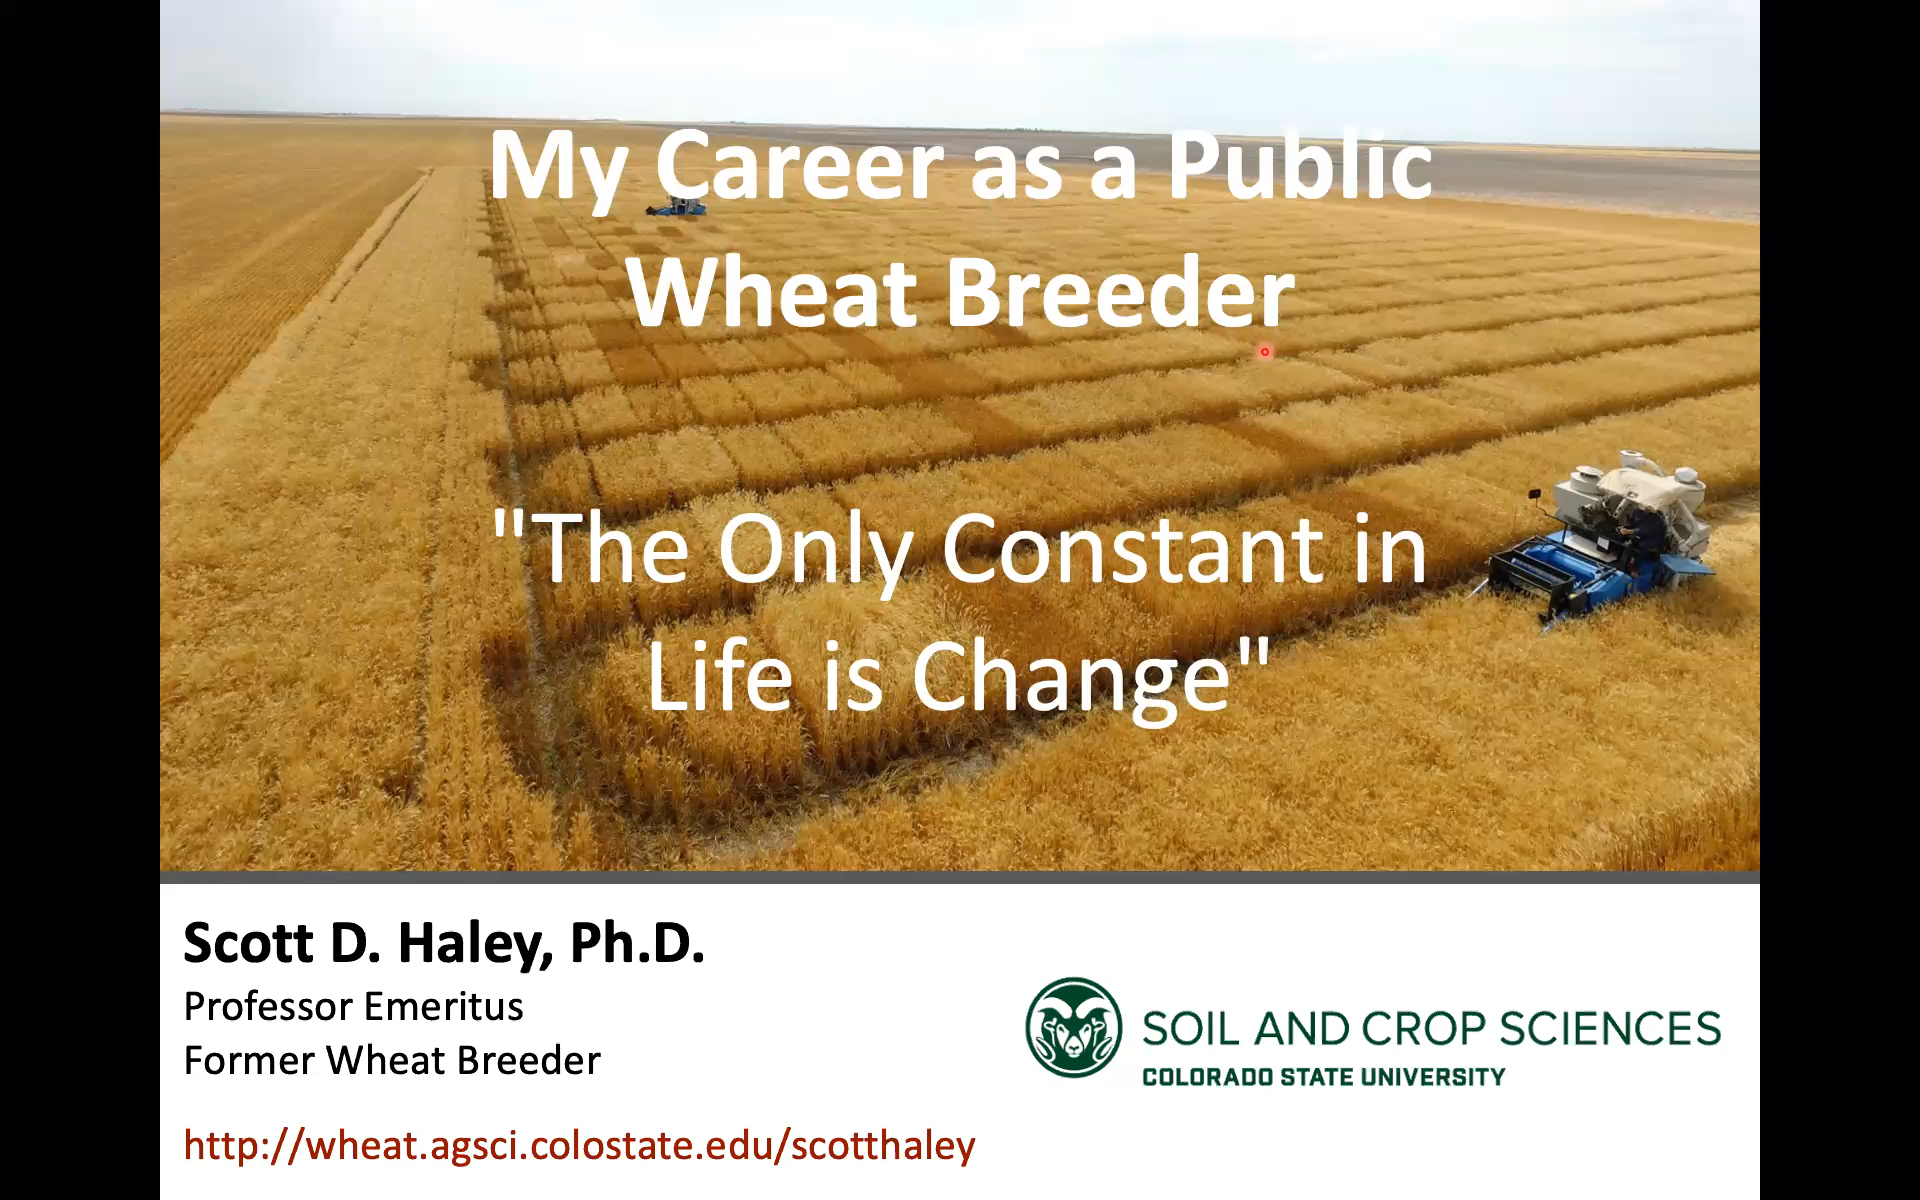 My Career as a Public
Wheat Breeder
"The Only Constant in
Life is Change"
Scott D. Haley, Ph.D.
Professor Emeritus
Former Wheat Breeder
http://wheat.agsci.colostate.edu/scotthaley
SOIL AND CROP SCIENCES
COLORADO STATE UNIVERSITY